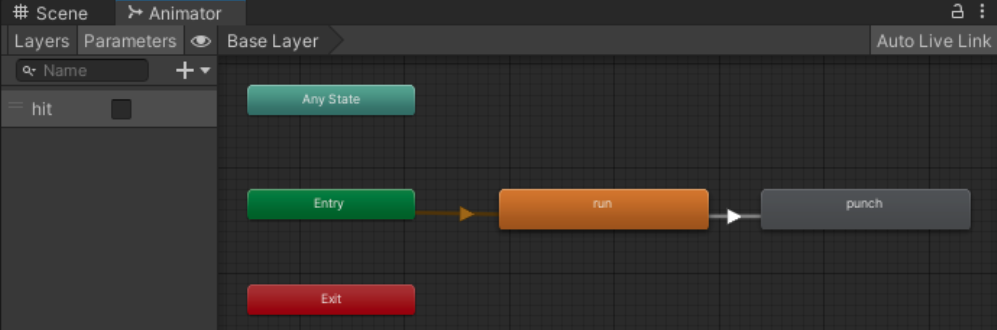 Scene Animator
Layers Parameters Base Layer Auto Live Link
Name
hit
Any State
Entry run punch
Exit